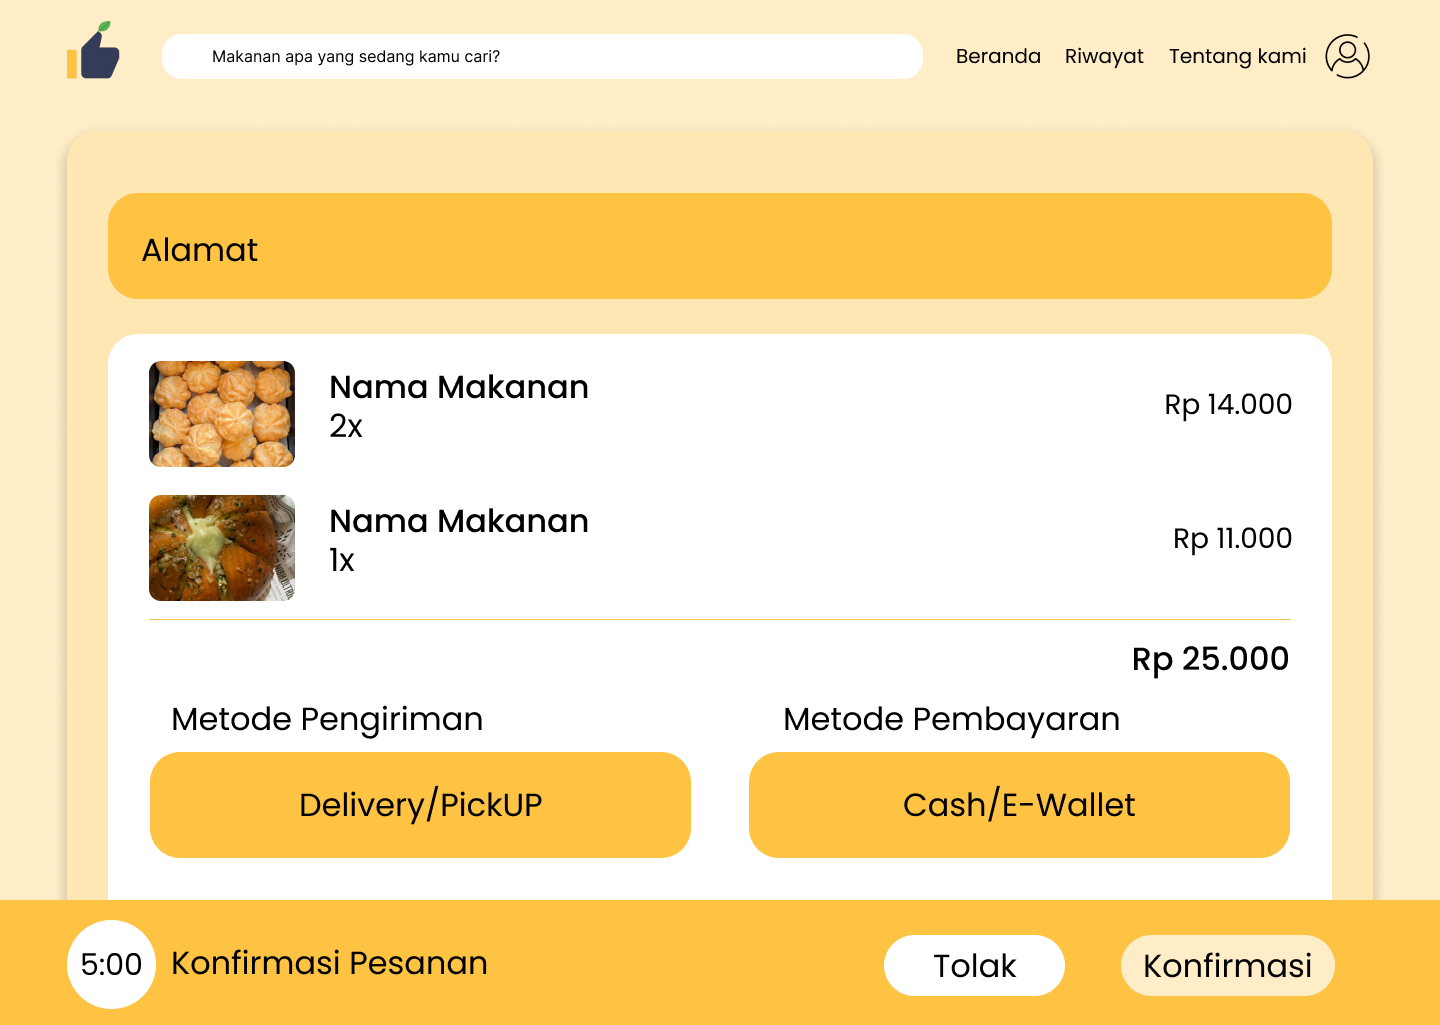 Makanan apa yang sedang kamu cari?
Beranda
Riwayat
Tentang kami
Alamat
Nama Makanan
2x
Rp 14.000
Nama Makanan
1x
Rp 11.000
Rp 25.000
Metode Pengiriman
Metode Pembayaran
Delivery/PickUP
Cash/E-Wallet
5:00
Konfirmasi Pesanan
Tolak
Konfirmasi